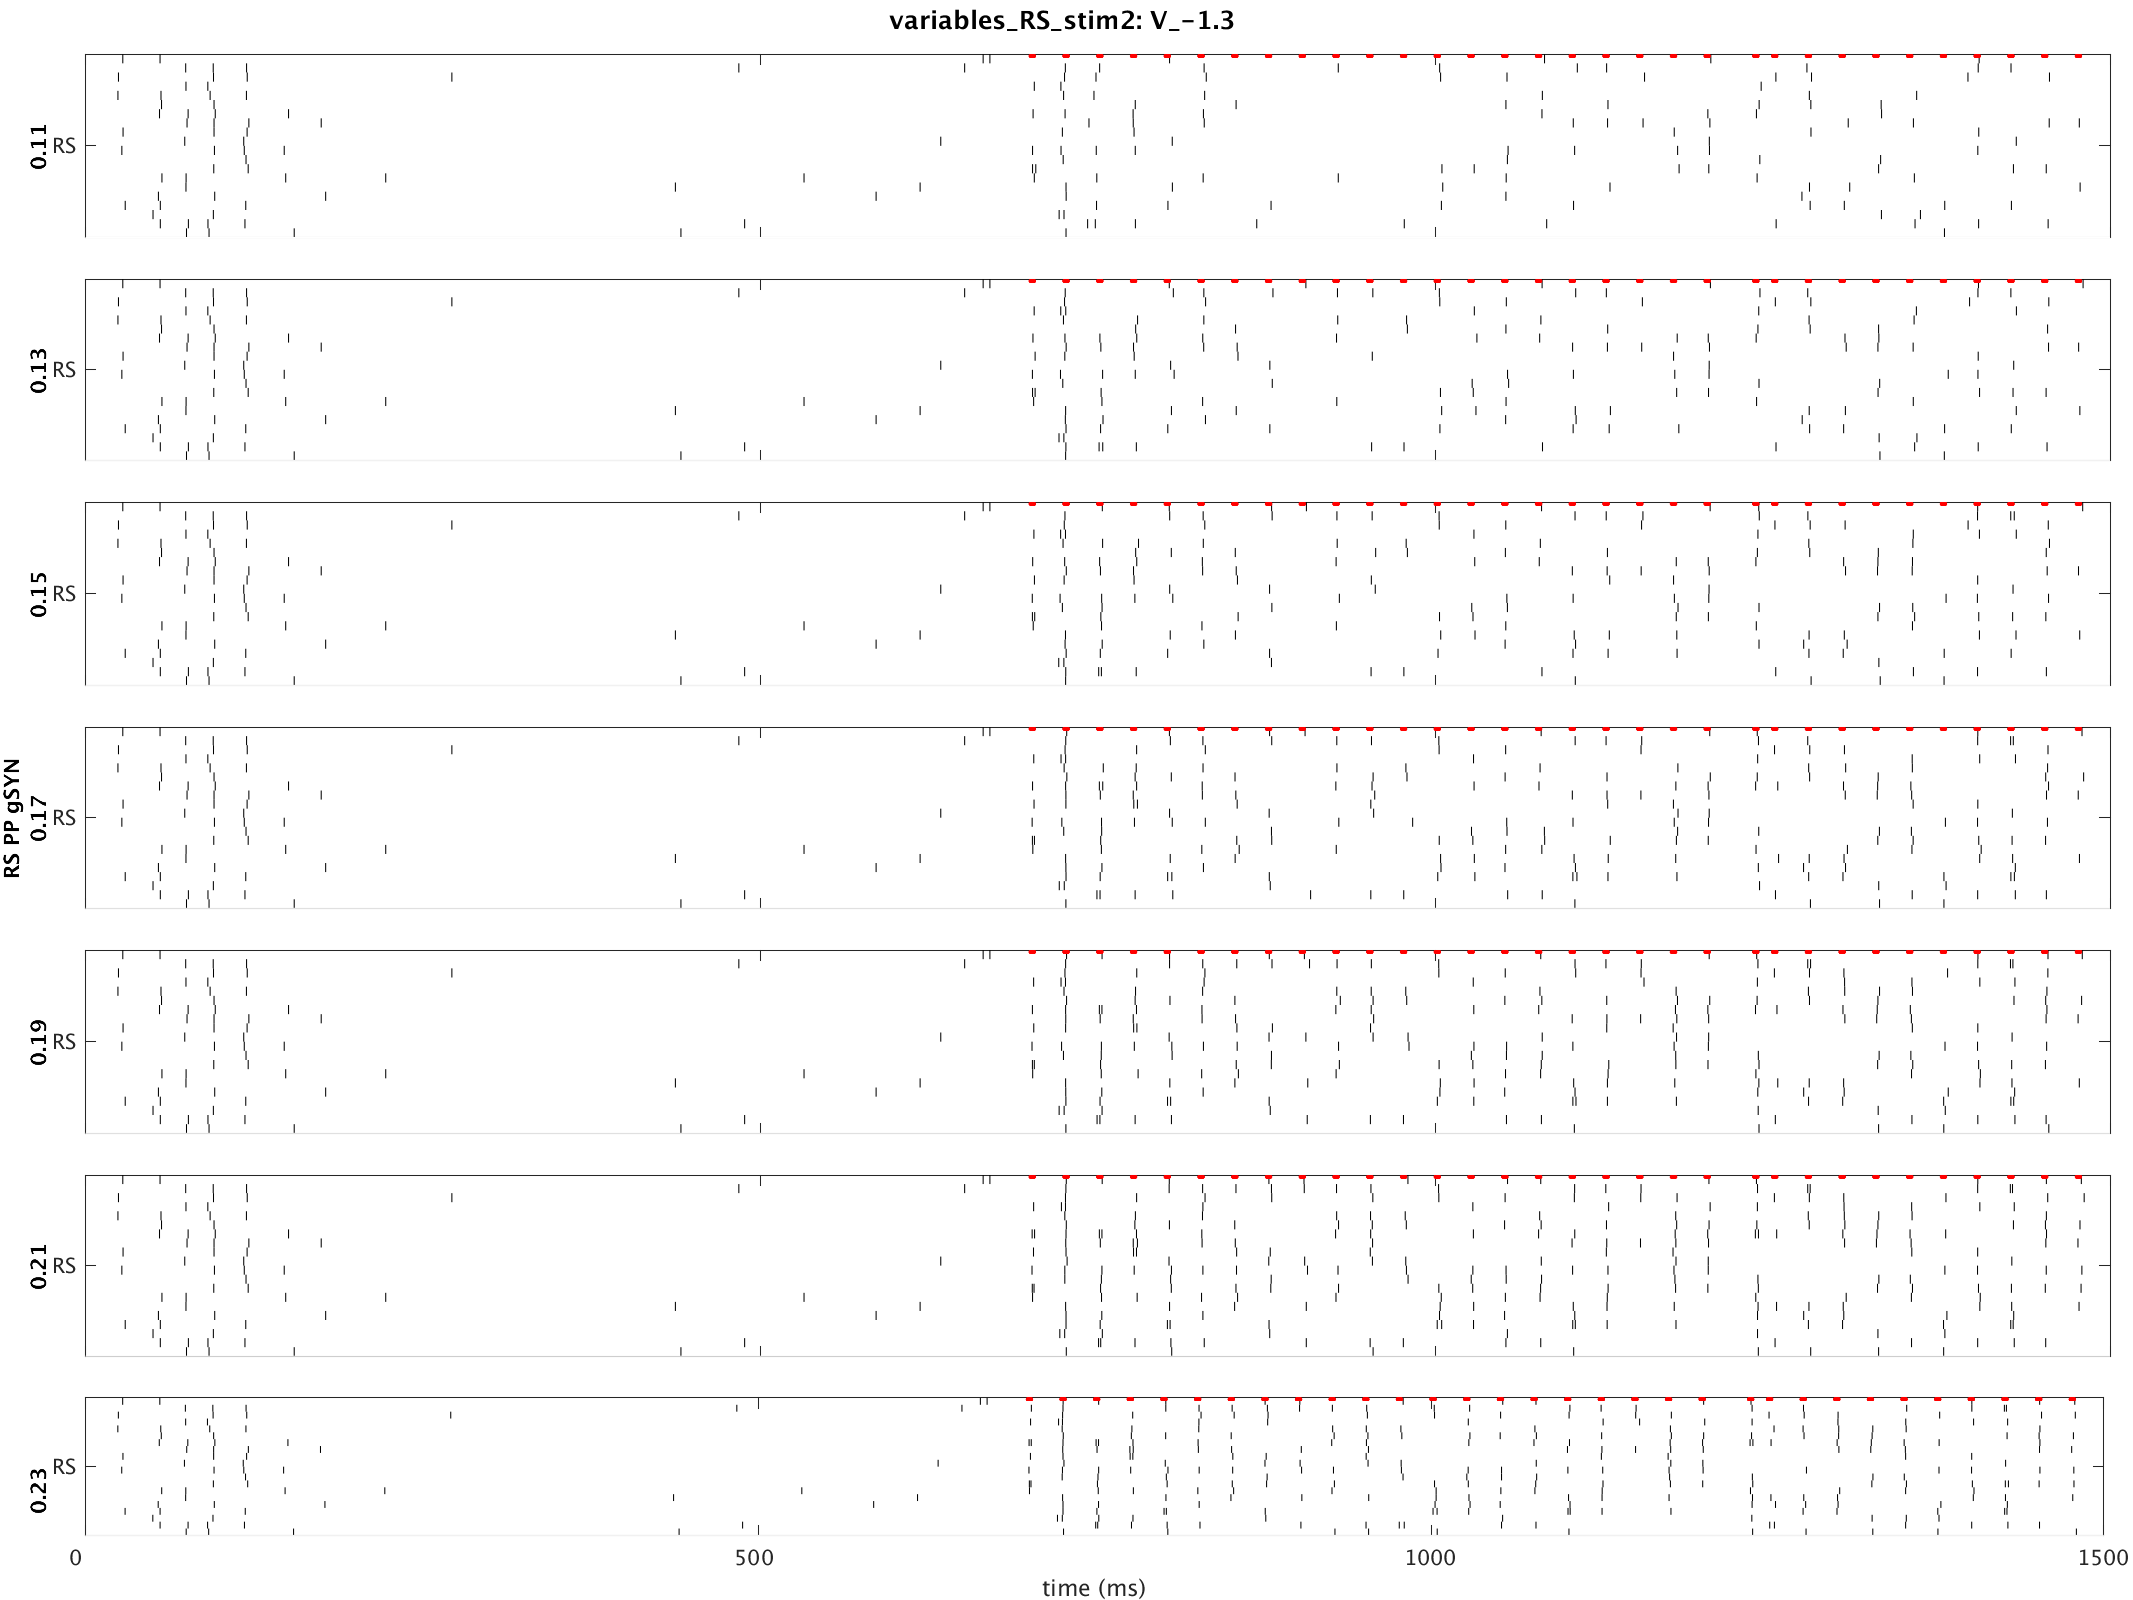 variables_RS_stim2: V_-1.3
RS PP gSYN
0.11
RS
0.13
RS
0.15
RS
0.17
RS
0.19
RS
0.21
RS
0.23
RS
0 500 1000 1500
time (ms)